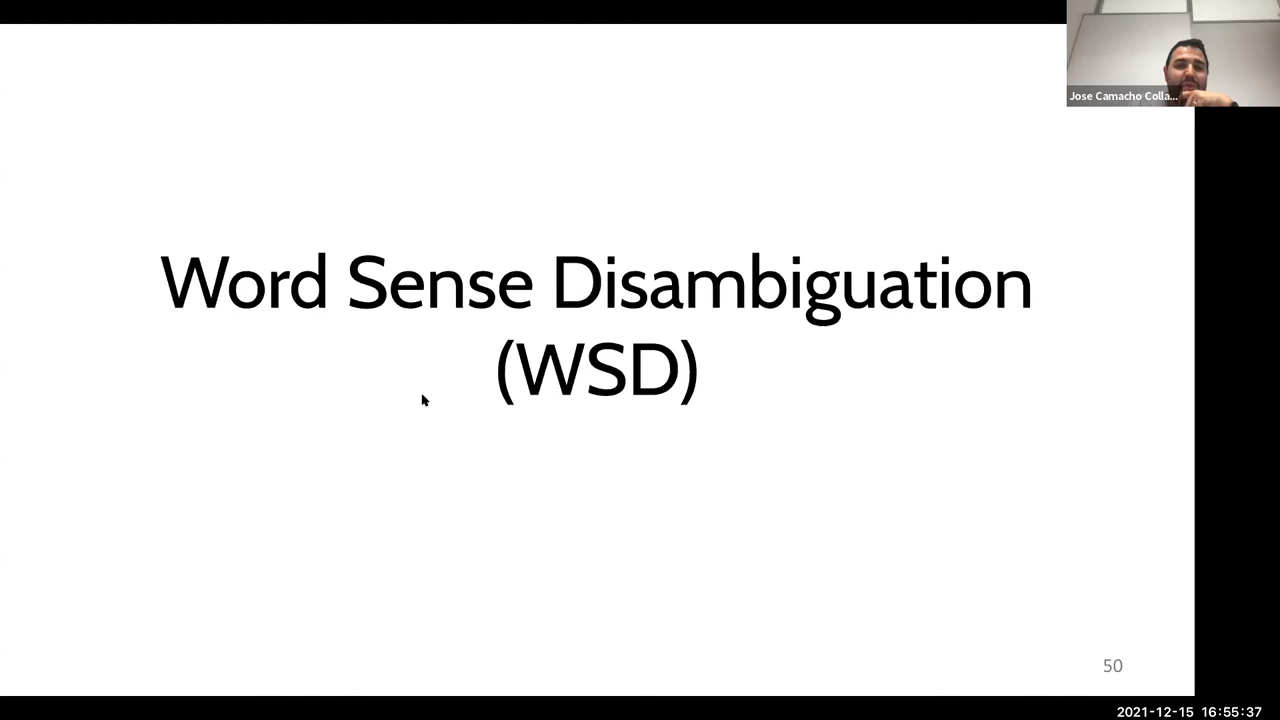 Jose Camacho Colla...
Word Sense Disambiguation
(WSD)
50
2021-12-15 16:55:37